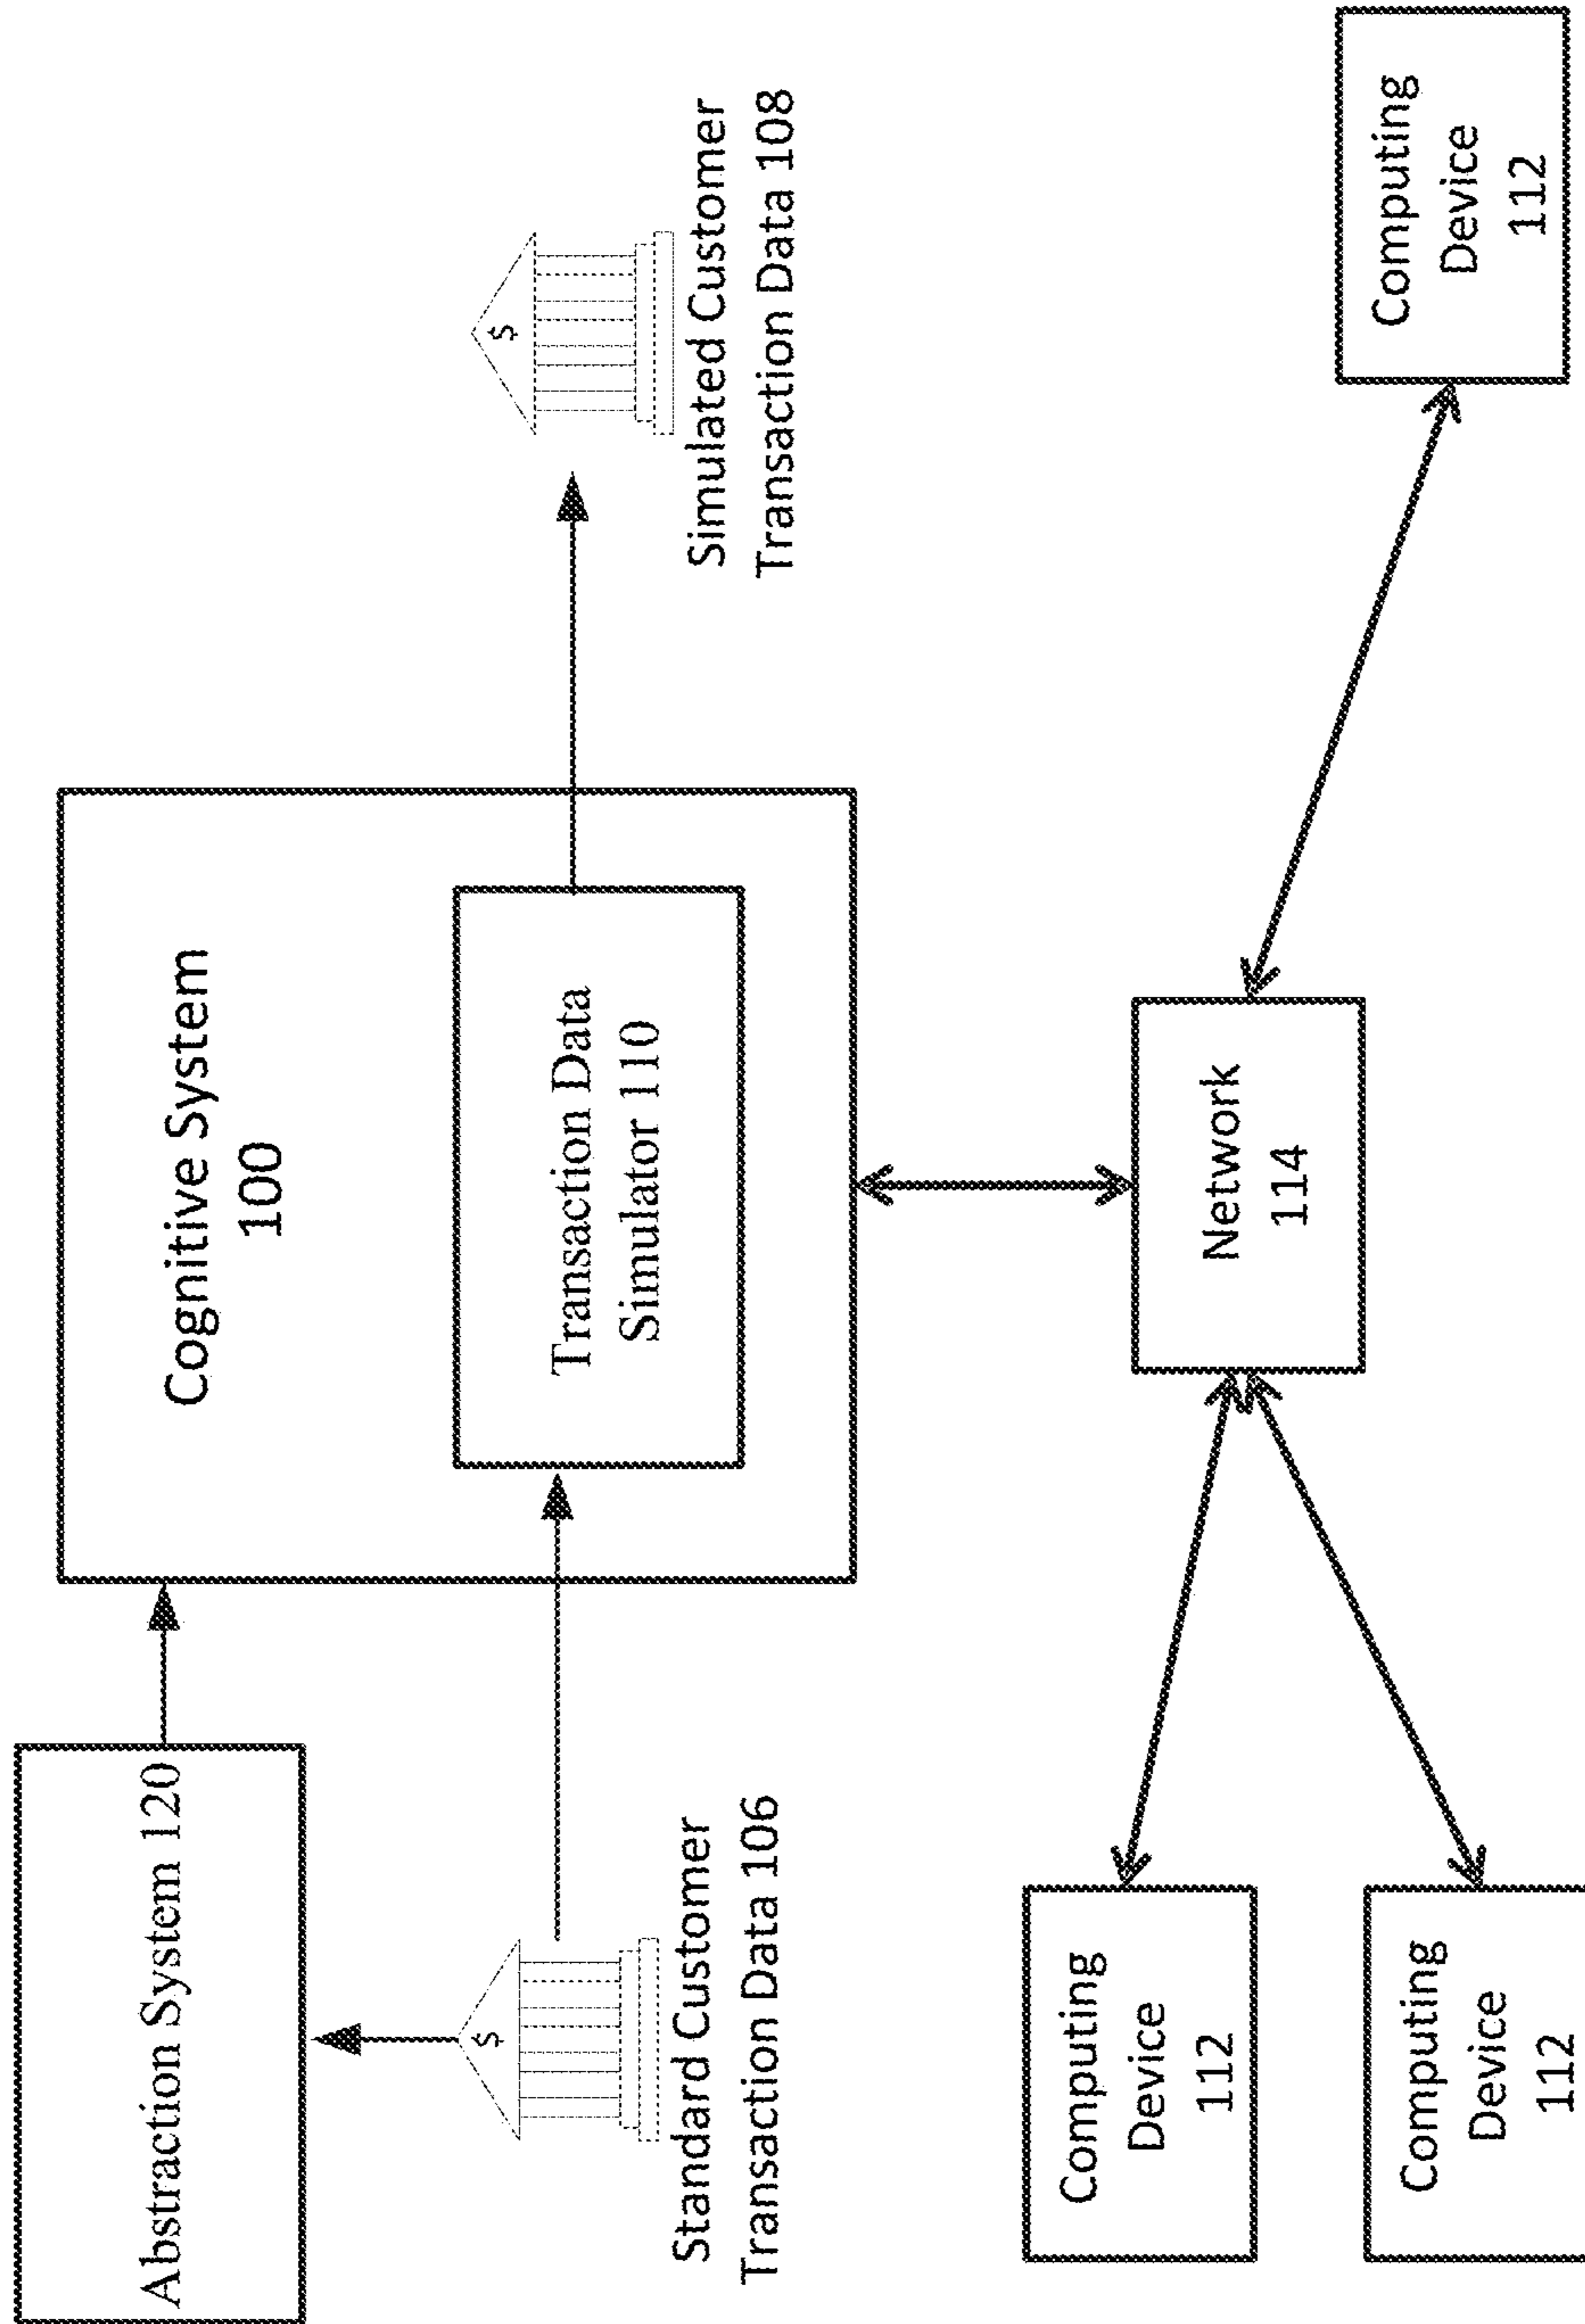 Abstraction System 120
Cognitive System
100
Transaction Data
Simulator 110
$
Standard Customer
Transaction Data 106
$
Simulated Customer
Transaction Data 108
Network
114
Computing
Device
112
Computing
Device
112
Computing
Device
112